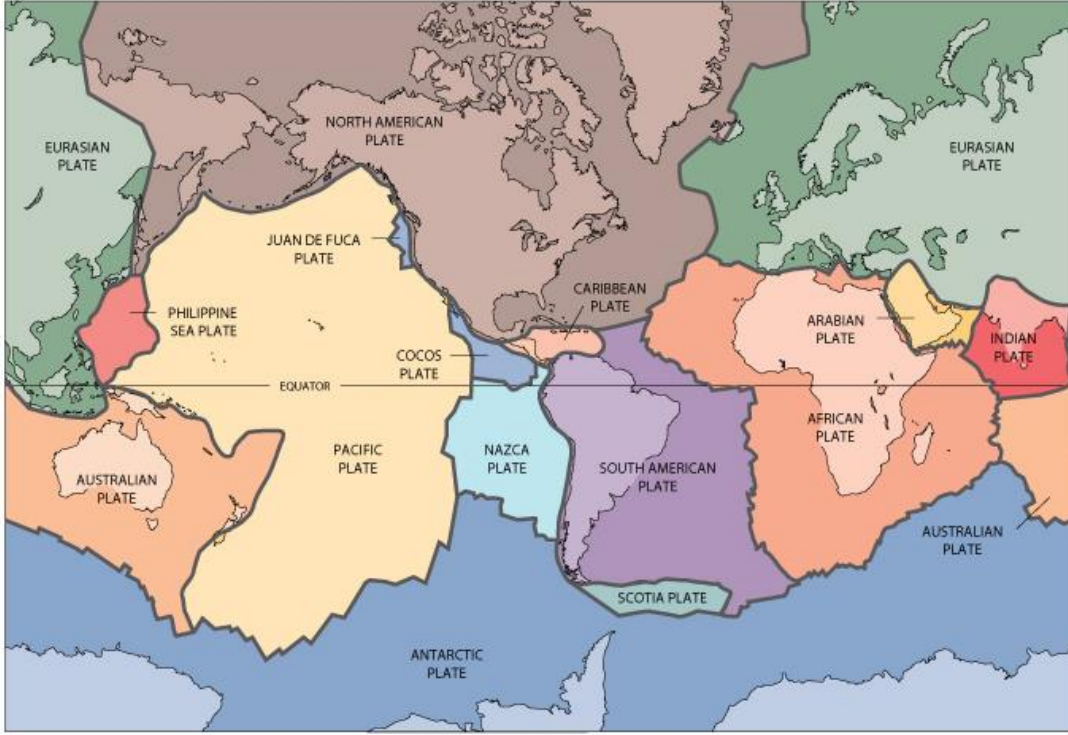 NORTH AMERICAN
PLATE
EURASIAN
PLATE
EURASIAN
PLATE
JUAN DE FUCA
PLATE
CARIBBEAN
PLATE
PHILIPPINE
SEA PLATE
ARABIAN
PLATE
INDIAN
PLATE
COCOS
PLATE
EQUATOR
AFRICAN
PLATE
PACIFIC
PLATE
NAZCA
PLATE
SOUTH AMERICAN
PLATE
AUSTRALIAN
PLATE
AUSTRALIAN
PLATE
SCOTIA PLATE
ANTARCTIC
PLATE